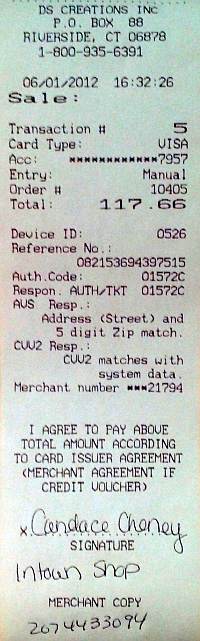 DS CREATIONS INC
P.O. BOX 88
RIVERSIDE, CT 06878
1-800-935-6391
06/01/2012 16:32:26
Sale:
Transaction # 5
Card Type: VISA
Acc: ************7957
Entry: Manual
Order # 10405
Total: 117.66
Device ID: 0526
Reference No.:
082153694397515
Auth.Code: 01572C
Respon. AUTH/TKT 01572C
AVS Resp.:
Address (Street) and
5 digit Zip match.
CVV2 Resp.:
CVV2 matches with
system data.
Merchant number ***21794
I AGREE TO PAY ABOVE
TOTAL AMOUNT ACCORDING
TO CARD ISSUER AGREEMENT
(MERCHANT AGREEMENT IF
CREDIT VOUCHER)
x Candace Cheney
SIGNATURE
Intown Shop
MERCHANT COPY
2074433094